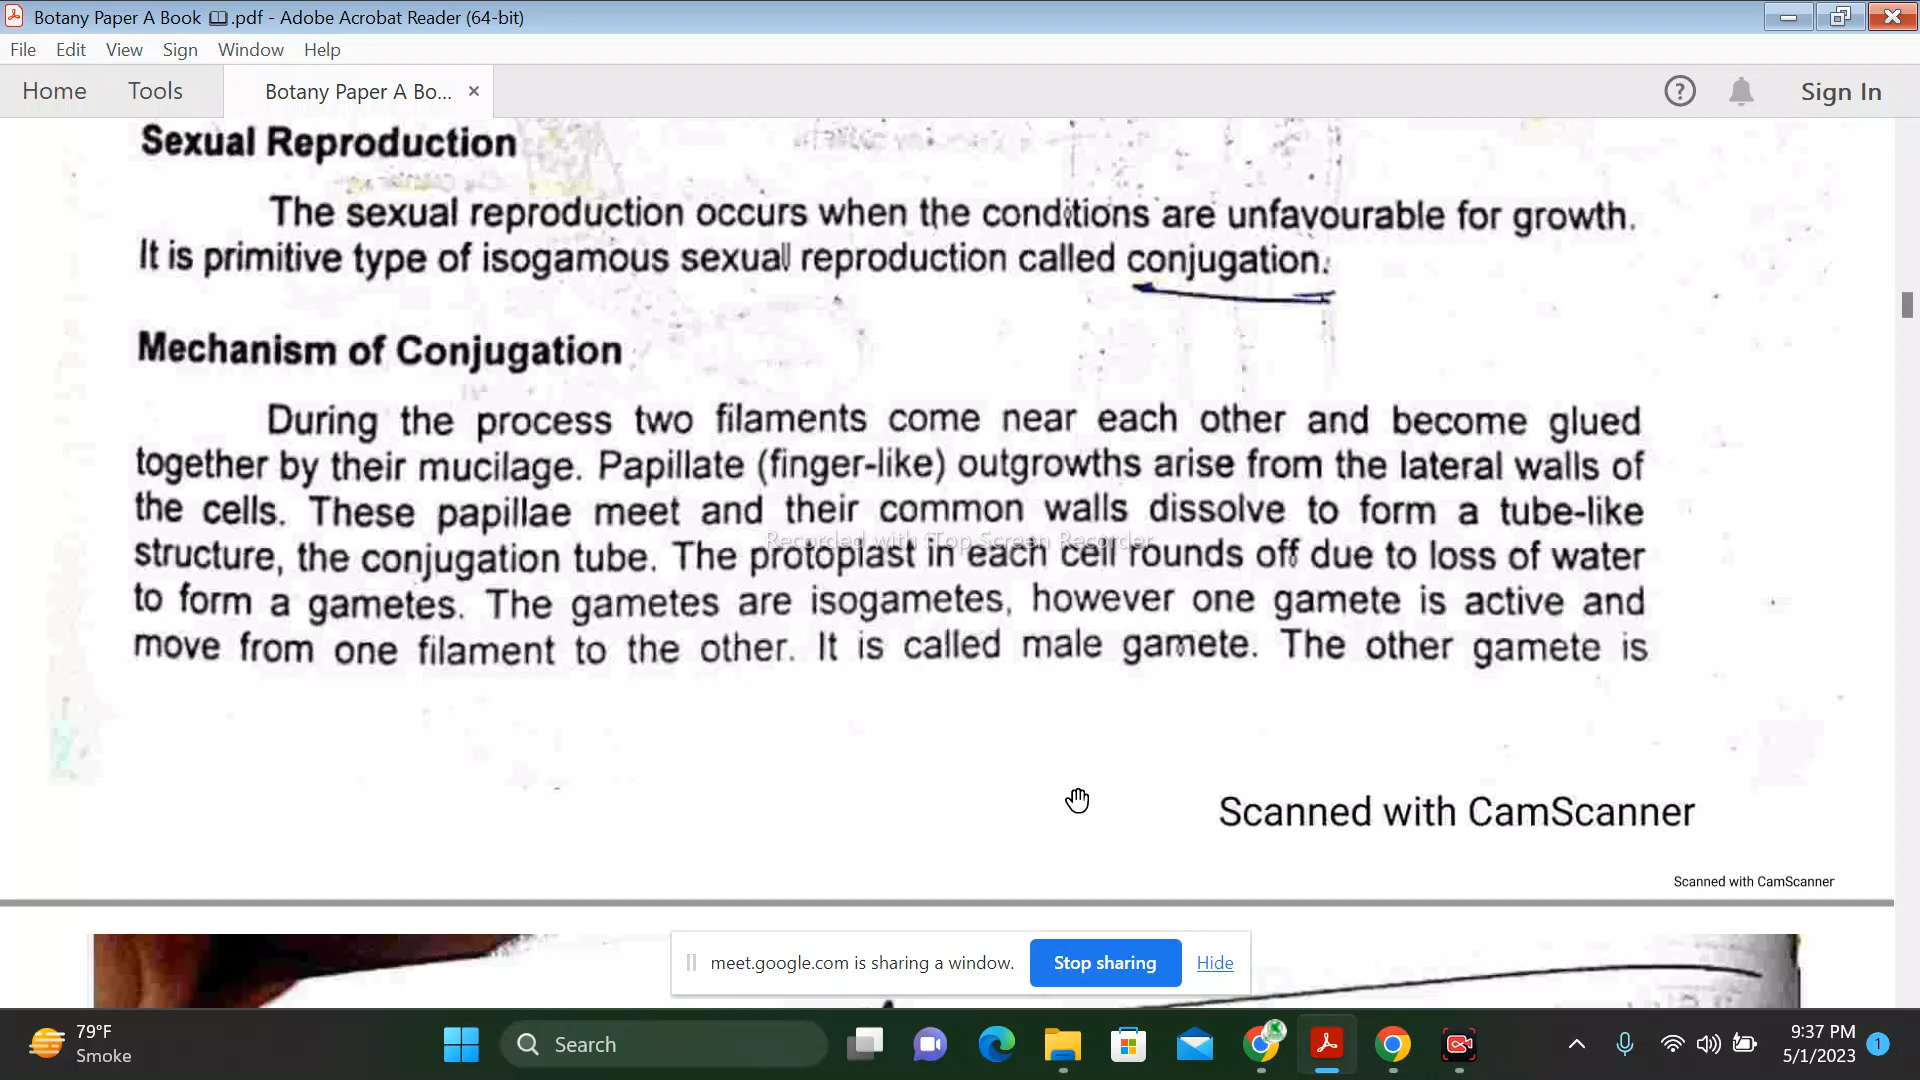 Botany Paper A Book 📖.pdf - Adobe Acrobat Reader (64-bit)
File Edit View Sign Window Help
Home Tools Botany Paper A Bo... × Sign In
Sexual Reproduction
The sexual reproduction occurs when the conditions are unfavourable for growth.
It is primitive type of isogamous sexual reproduction called conjugation.
Mechanism of Conjugation
During the process two filaments come near each other and become glued
together by their mucilage. Papillate (finger-like) outgrowths arise from the lateral walls of
the cells. These papillae meet and their common walls dissolve to form a tube-like
Recorded with iTop Screen Recorder
structure, the conjugation tube. The protoplast in each cell rounds off due to loss of water
to form a gametes. The gametes are isogametes, however one gamete is active and
move from one filament to the other. It is called male gamete. The other gamete is
Scanned with CamScanner
Scanned with CamScanner
meet.google.com is sharing a window. Stop sharing Hide
79°F
Smoke
Search
9:37 PM
5/1/2023
1